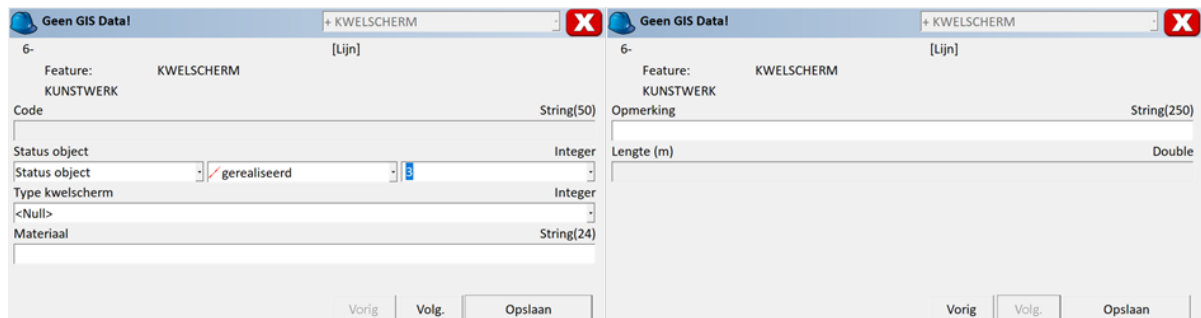 Geen GIS Data! + KWELSCHERM X
6- [Lijn]
Feature: KWELSCHERM
KUNSTWERK
Code String(50)
Status object Integer
Status object gerealiseerd 3
Type kwelscherm Integer
<Null>
Materiaal String(24)
Vorig Volg. Opslaan
Geen GIS Data! + KWELSCHERM X
6- [Lijn]
Feature: KWELSCHERM
KUNSTWERK
Opmerking String(250)
Lengte (m) Double
Vorig Volg. Opslaan